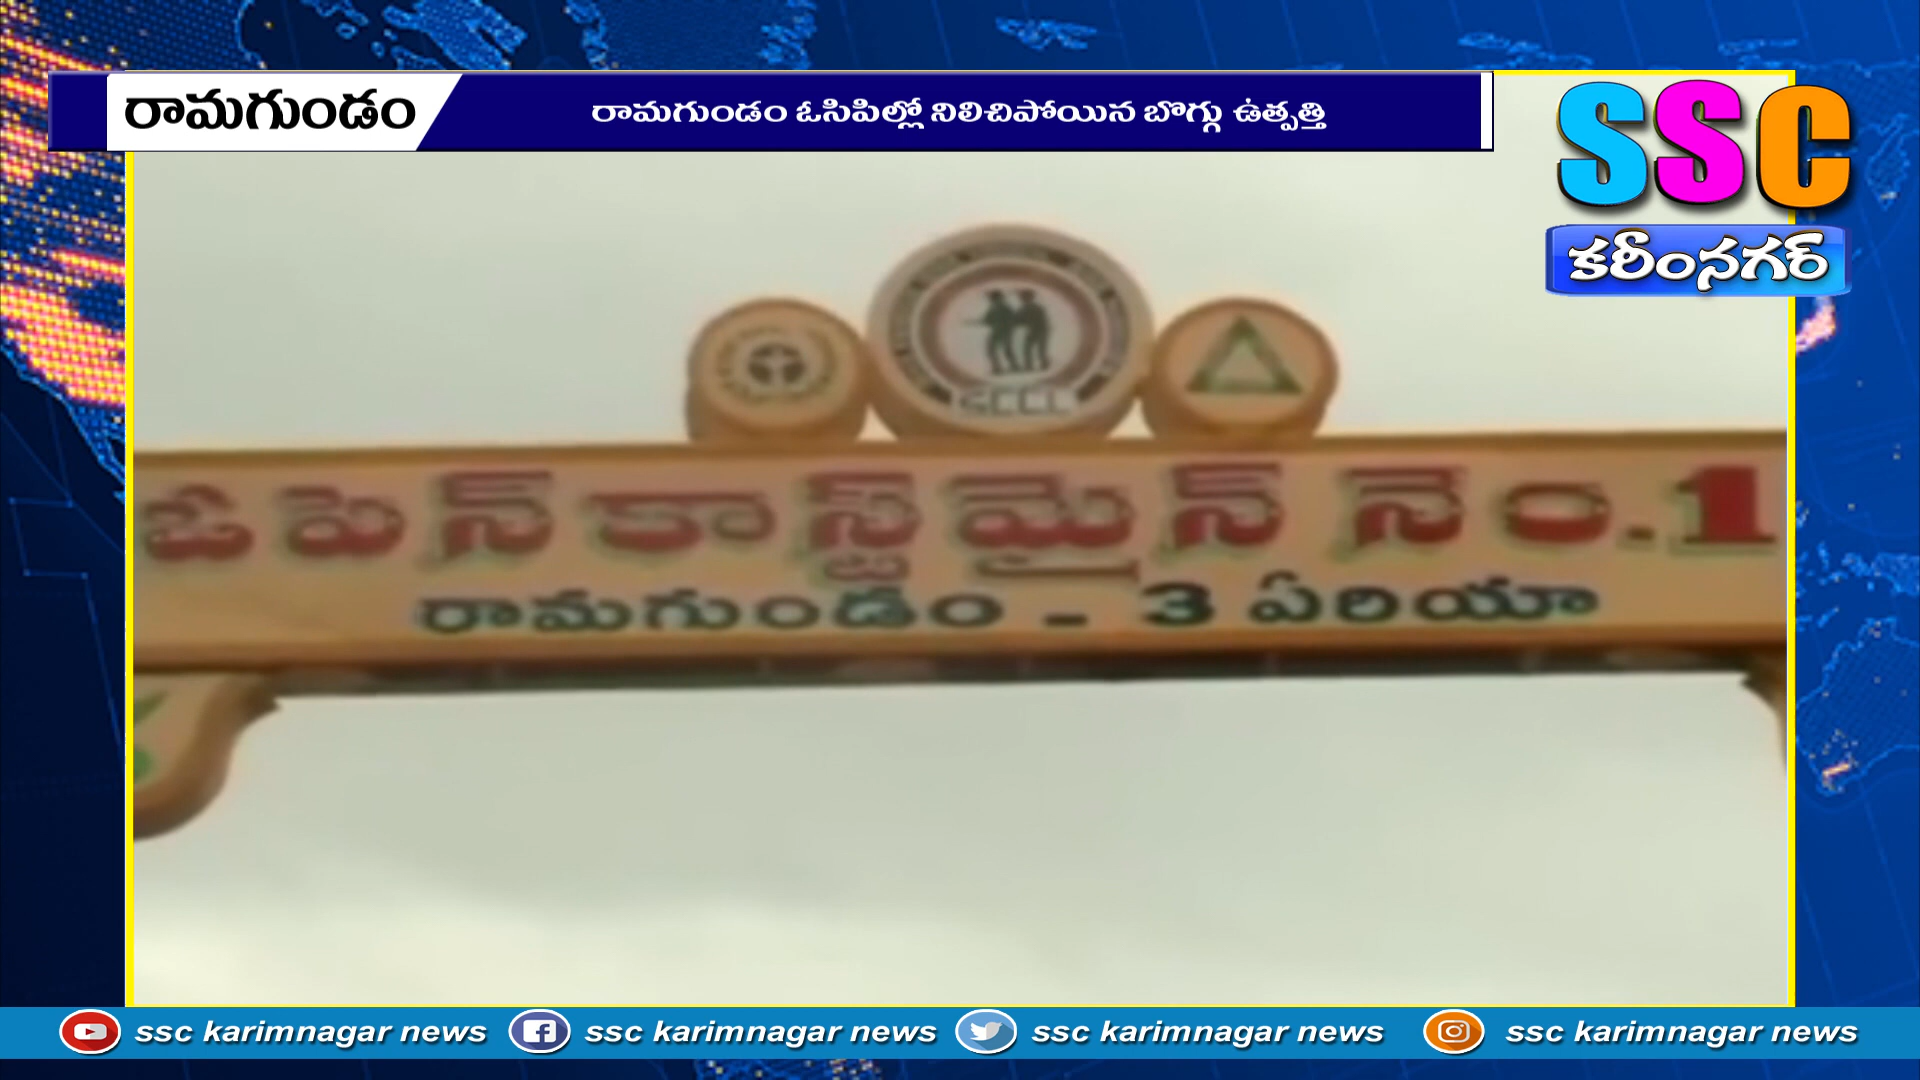 రామగుండం
రామగుండం ఓసిపిల్లో నిలిచిపోయిన బొగ్గు ఉత్పత్తి
SSC
కరీంనగర్
SCCL
ఓపెన్ కాస్ట్ మైన్ నెం.1
రామగుండం - 3 ఏరియా
ssc karimnagar news
ssc karimnagar news
ssc karimnagar news
ssc karimnagar news